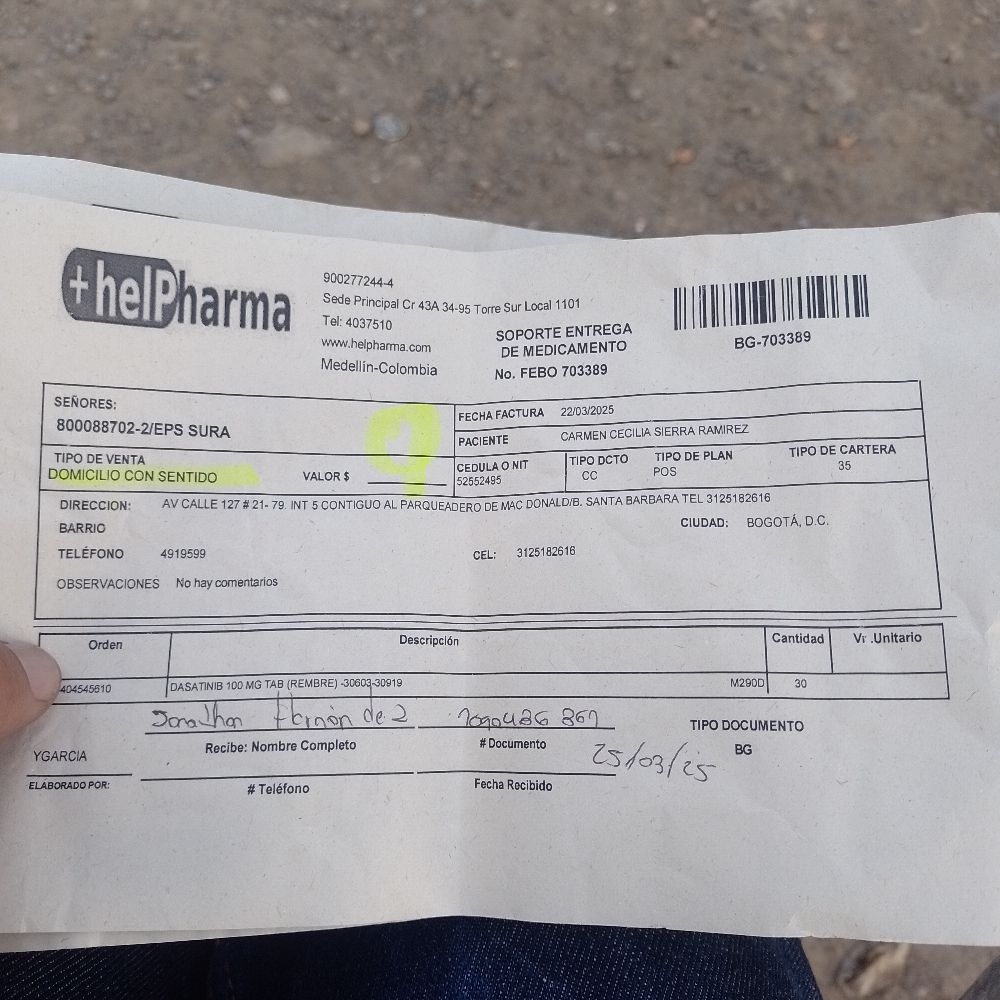 +helPharma
900277244-4
Sede Principal Cr 43A 34-95 Torre Sur Local 1101
Tel: 4037510
www.helpharma.com
Medellín-Colombia
SOPORTE ENTREGA
DE MEDICAMENTO
No. FEBO 703389
BG-703389
SEÑORES:
800088702-2/EPS SURA
FECHA FACTURA 22/03/2025
PACIENTE CARMEN CECILIA SIERRA RAMIREZ
TIPO DE VENTA
DOMICILIO CON SENTIDO
VALOR $
CEDULA O NIT
52552495
TIPO DCTO
CC
TIPO DE PLAN
POS
TIPO DE CARTERA
35
DIRECCION: AV CALLE 127 # 21- 79. INT 5 CONTIGUO AL PARQUEADERO DE MAC DONALD/B. SANTA BARBARA TEL 3125182616
BARRIO
CIUDAD: BOGOTÁ, D.C.
TELÉFONO 4919599
CEL: 3125182616
OBSERVACIONES No hay comentarios
Orden Descripción Cantidad Vr .Unitario
404545610 DASATINIB 100 MG TAB (REMBRE) -30603-30919 M290D 30
Jonathan Hernández
Recibe: Nombre Completo
# Documento
TIPO DOCUMENTO
BG
YGARCIA
25/03/25
ELABORADO POR:
# Teléfono
Fecha Recibido